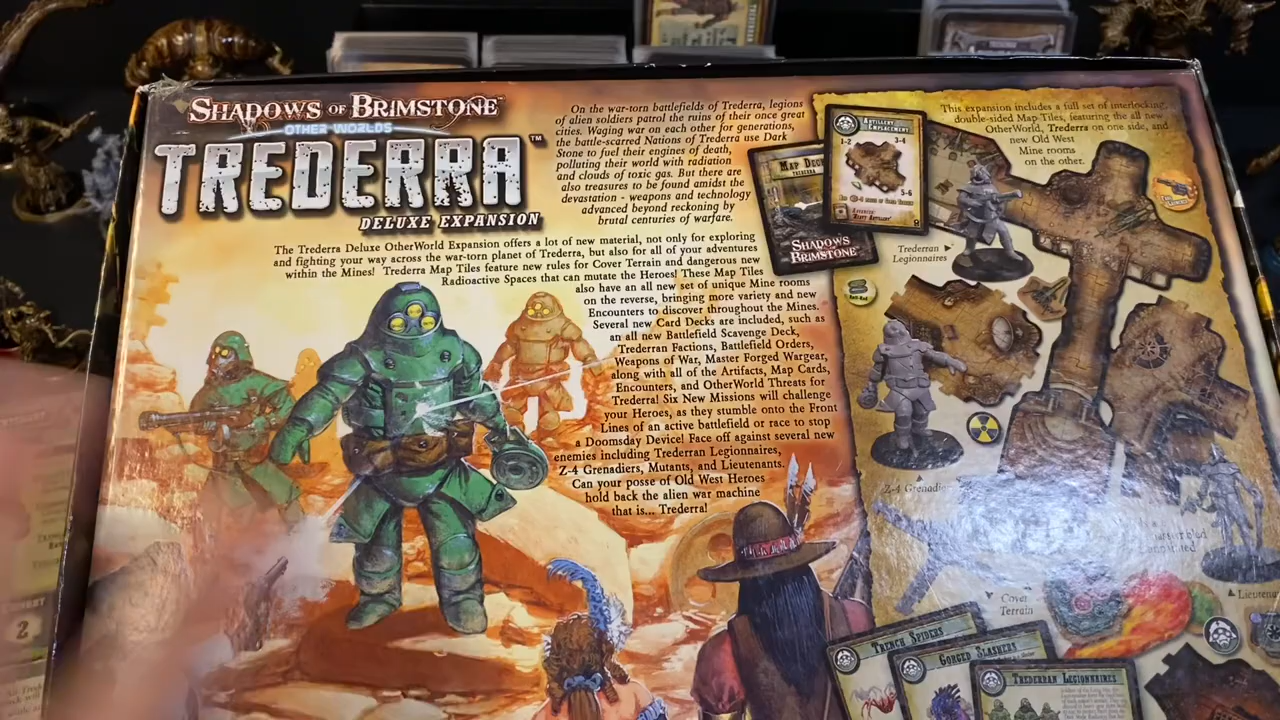 SHADOWS OF BRIMSTONE
OTHER WORLDS
TREDERRA™
DELUXE EXPANSION
On the war-torn battlefields of Trederra, legions
of alien soldiers patrol the ruins of their once great
cities. Waging war on each other for generations,
the battle-scarred Nations of Trederra use Dark
Stone to fuel their engines of death,
polluting their world with radiation
and clouds of toxic gas. But there are
also treasures to be found amidst the
devastation - weapons and technology
advanced beyond reckoning by
brutal centuries of warfare.
The Trederra Deluxe OtherWorld Expansion offers a lot of new material, not only for exploring
and fighting your way across the war-torn planet of Trederra, but also for all of your adventures
within the Mines! Trederra Map Tiles feature new rules for Cover Terrain and dangerous new
Radioactive Spaces that can mutate the Heroes! These Map Tiles
also have an all new set of unique Mine rooms
on the reverse, bringing more variety and new
Encounters to discover throughout the Mines.
Several new Card Decks are included, such as
an all new Battlefield Scavenge Deck,
Trederran Factions, Battlefield Orders,
Weapons of War, Master Forged Wargear,
along with all of the Artifacts, Map Cards,
Encounters, and OtherWorld Threats for
Trederra! Six New Missions will challenge
your Heroes, as they stumble onto the Front
Lines of an active battlefield or race to stop
a Doomsday Device! Face off against several new
enemies including Trederran Legionnaires,
Z-4 Grenadiers, Mutants, and Lieutenants.
Can your posse of Old West Heroes
hold back the alien war machine
that is... Trederra!
This expansion includes a full set of interlocking,
double-sided Map Tiles, featuring the all new
OtherWorld, Trederra on one side, and
new Old West
Mine rooms
on the other.
MAP DECK
TREDERRA
SHADOWS OF BRIMSTONE
ARTILLERY
EMPLACEMENT
1-2
3-4
5-6
Trederran
Legionnaires
Cover
Terrain
TRENCH SPIDERS
GORGED SLASHERS
TREDERRAN LEGIONNAIRES
2